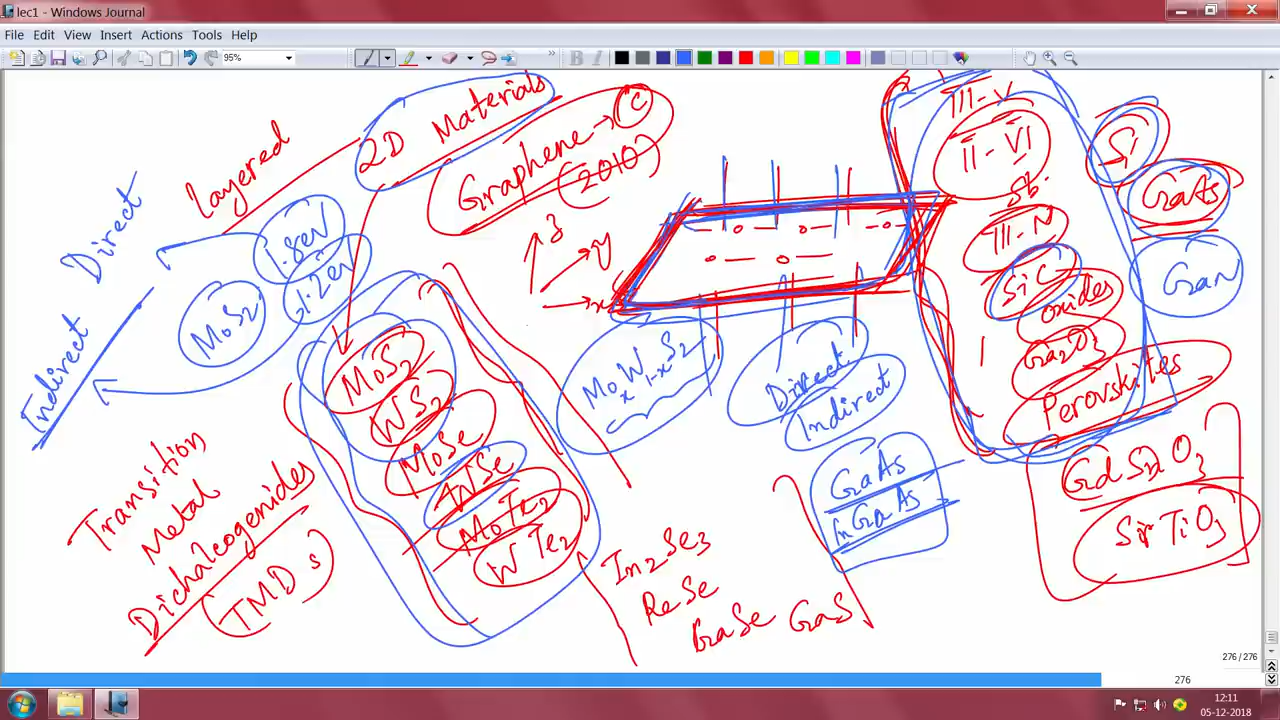 lec1 - Windows Journal
File Edit View Insert Actions Tools Help
95%
2D Materials
Layered
Graphene → C
(2010)
Direct
Indirect
1.8eV
1.2eV
MoS2
z
y
x
MoS2
WS2
MoSe
WSe
MoTe2
WTe2
Transition
Metal
Dichalcogenides
(TMDs)
In2Se3
ReSe
GaSe GaS
MoxW1-xS2
Direct
Indirect
GaAs
InGaAs
III-V
II-VI
Sb.
III-N
SiC
oxides
Ga2O3
Perovskites
Si
GaAs
GaN
GdSiO3
SrTiO3
276 / 276
276
12:11
05-12-2018